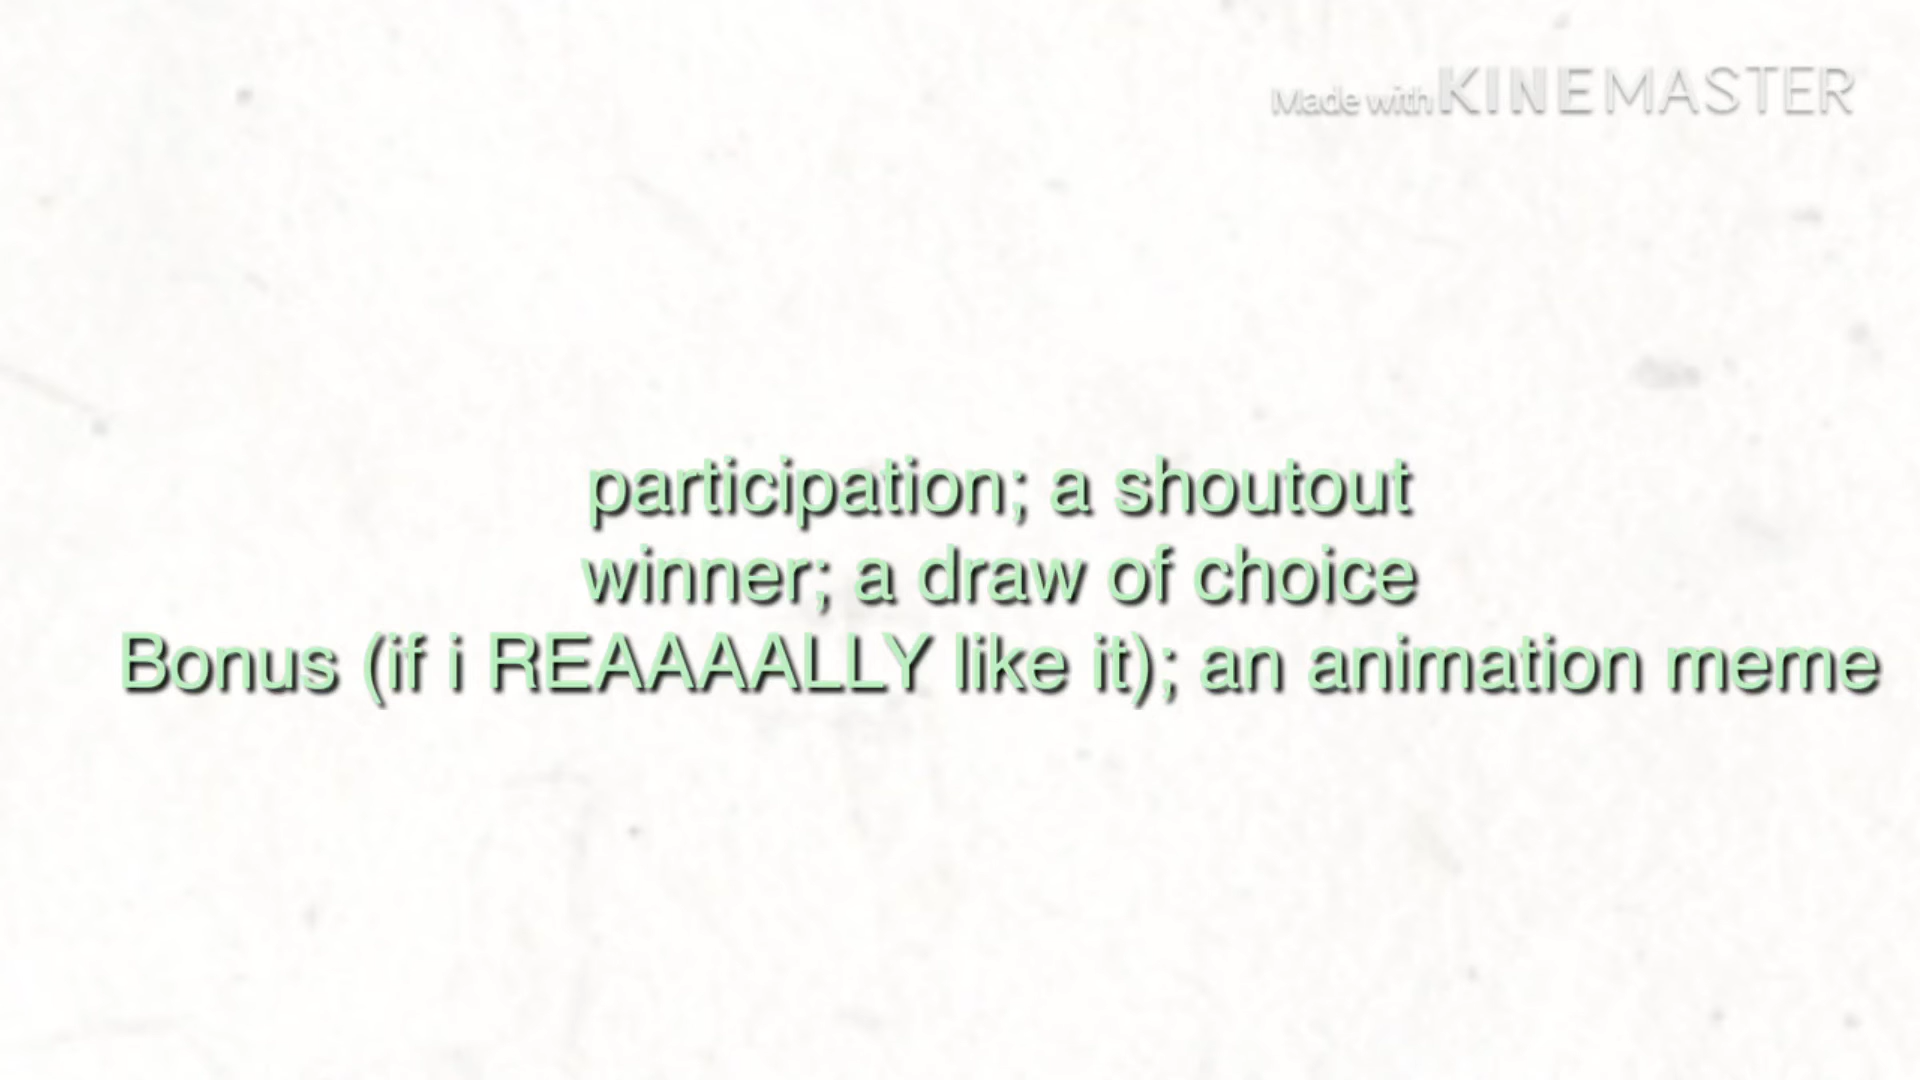 Made with KINEMASTER
participation; a shoutout
winner; a draw of choice
Bonus (if i REAAAALLY like it); an animation meme